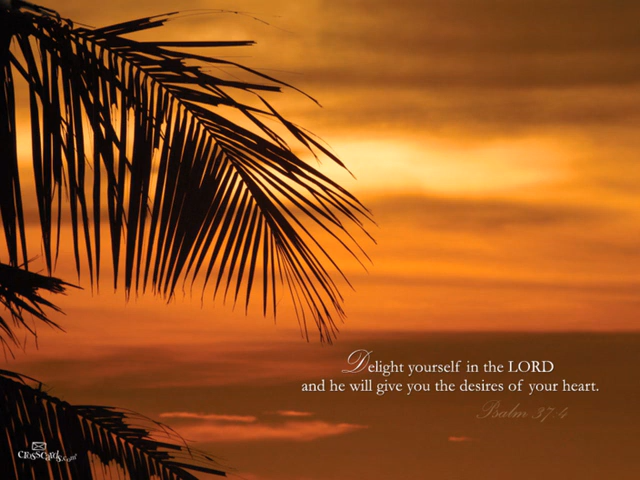 Delight yourself in the LORD
and he will give you the desires of your heart.
Psalm 37:4
crosscards.com